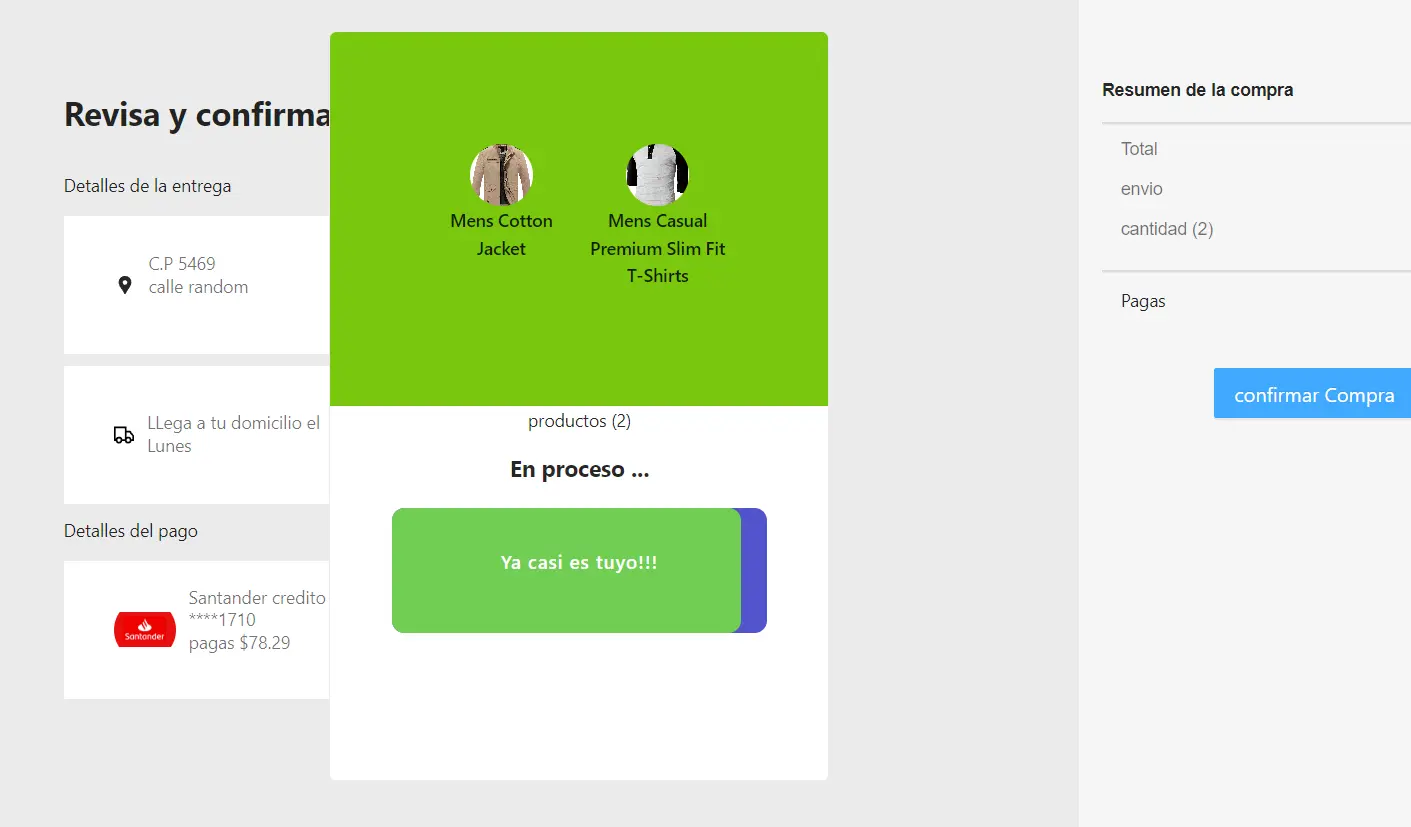 Revisa y confirma
Detalles de la entrega
C.P 5469
calle random
LLega a tu domicilio el
Lunes
Detalles del pago
Santander
Santander credito
****1710
pagas $78.29
Mens Cotton
Jacket
Mens Casual
Premium Slim Fit
T-Shirts
productos (2)
En proceso ...
Ya casi es tuyo!!!
Resumen de la compra
Total
envio
cantidad (2)
Pagas
confirmar Compra